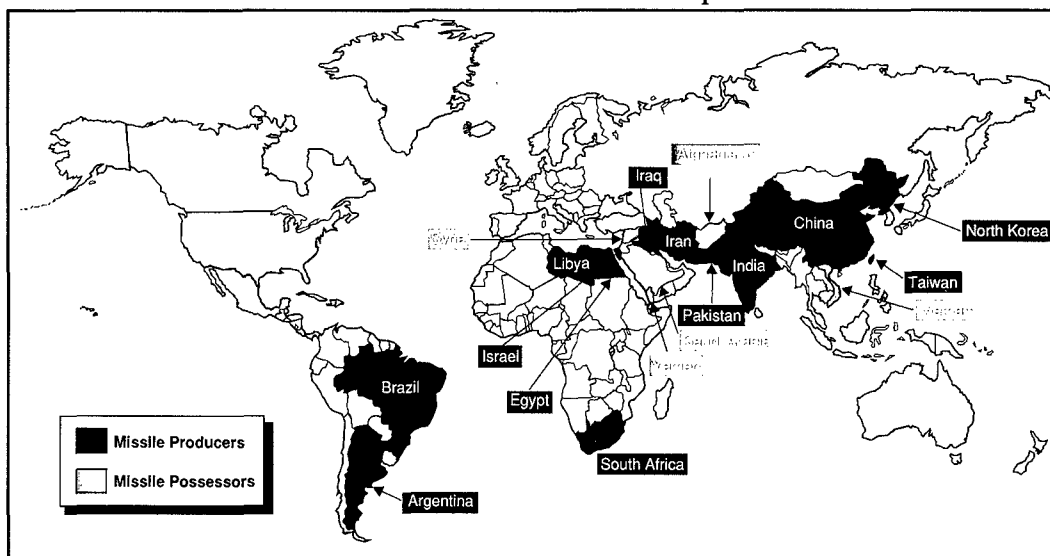 Afghanistan
Iraq
China
North Korea
Syria
Iran
Libya
India
Taiwan
Pakistan
Vietnam
Israel
Saudi Arabia
Yemen
Brazil
Egypt
Missile Producers
South Africa
Missile Possessors
Argentina